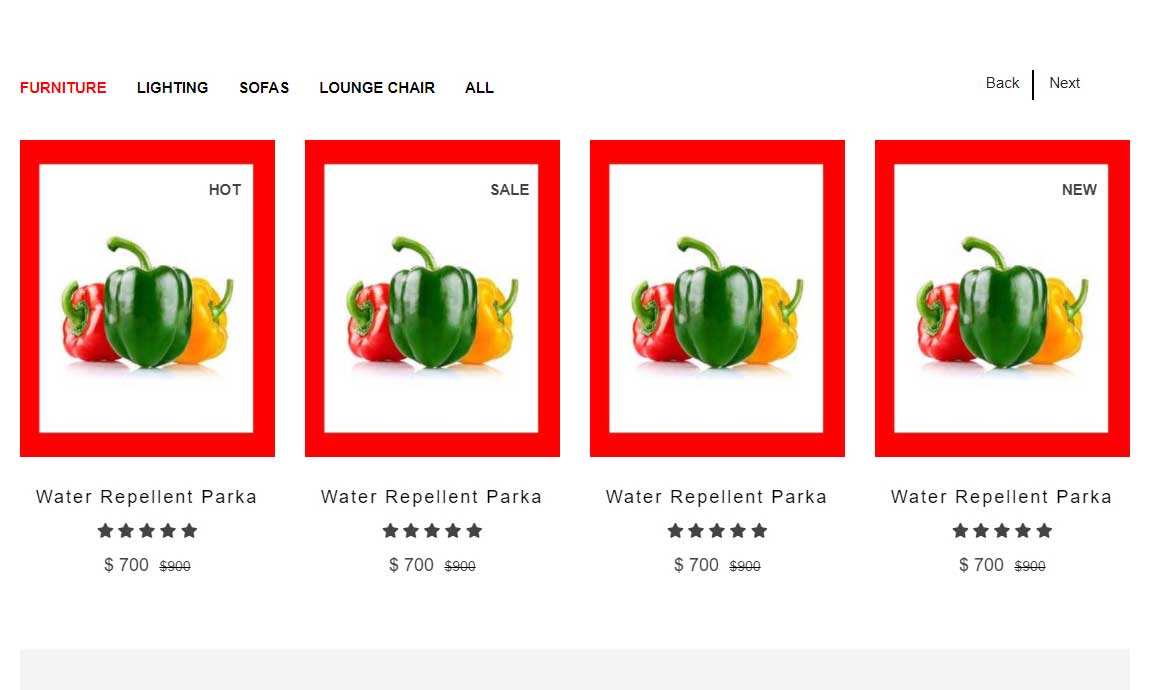 FURNITURE LIGHTING SOFAS LOUNGE CHAIR ALL
Back Next
HOT
SALE
NEW
Water Repellent Parka Water Repellent Parka Water Repellent Parka Water Repellent Parka
$ 700 $900 $ 700 $900 $ 700 $900 $ 700 $900